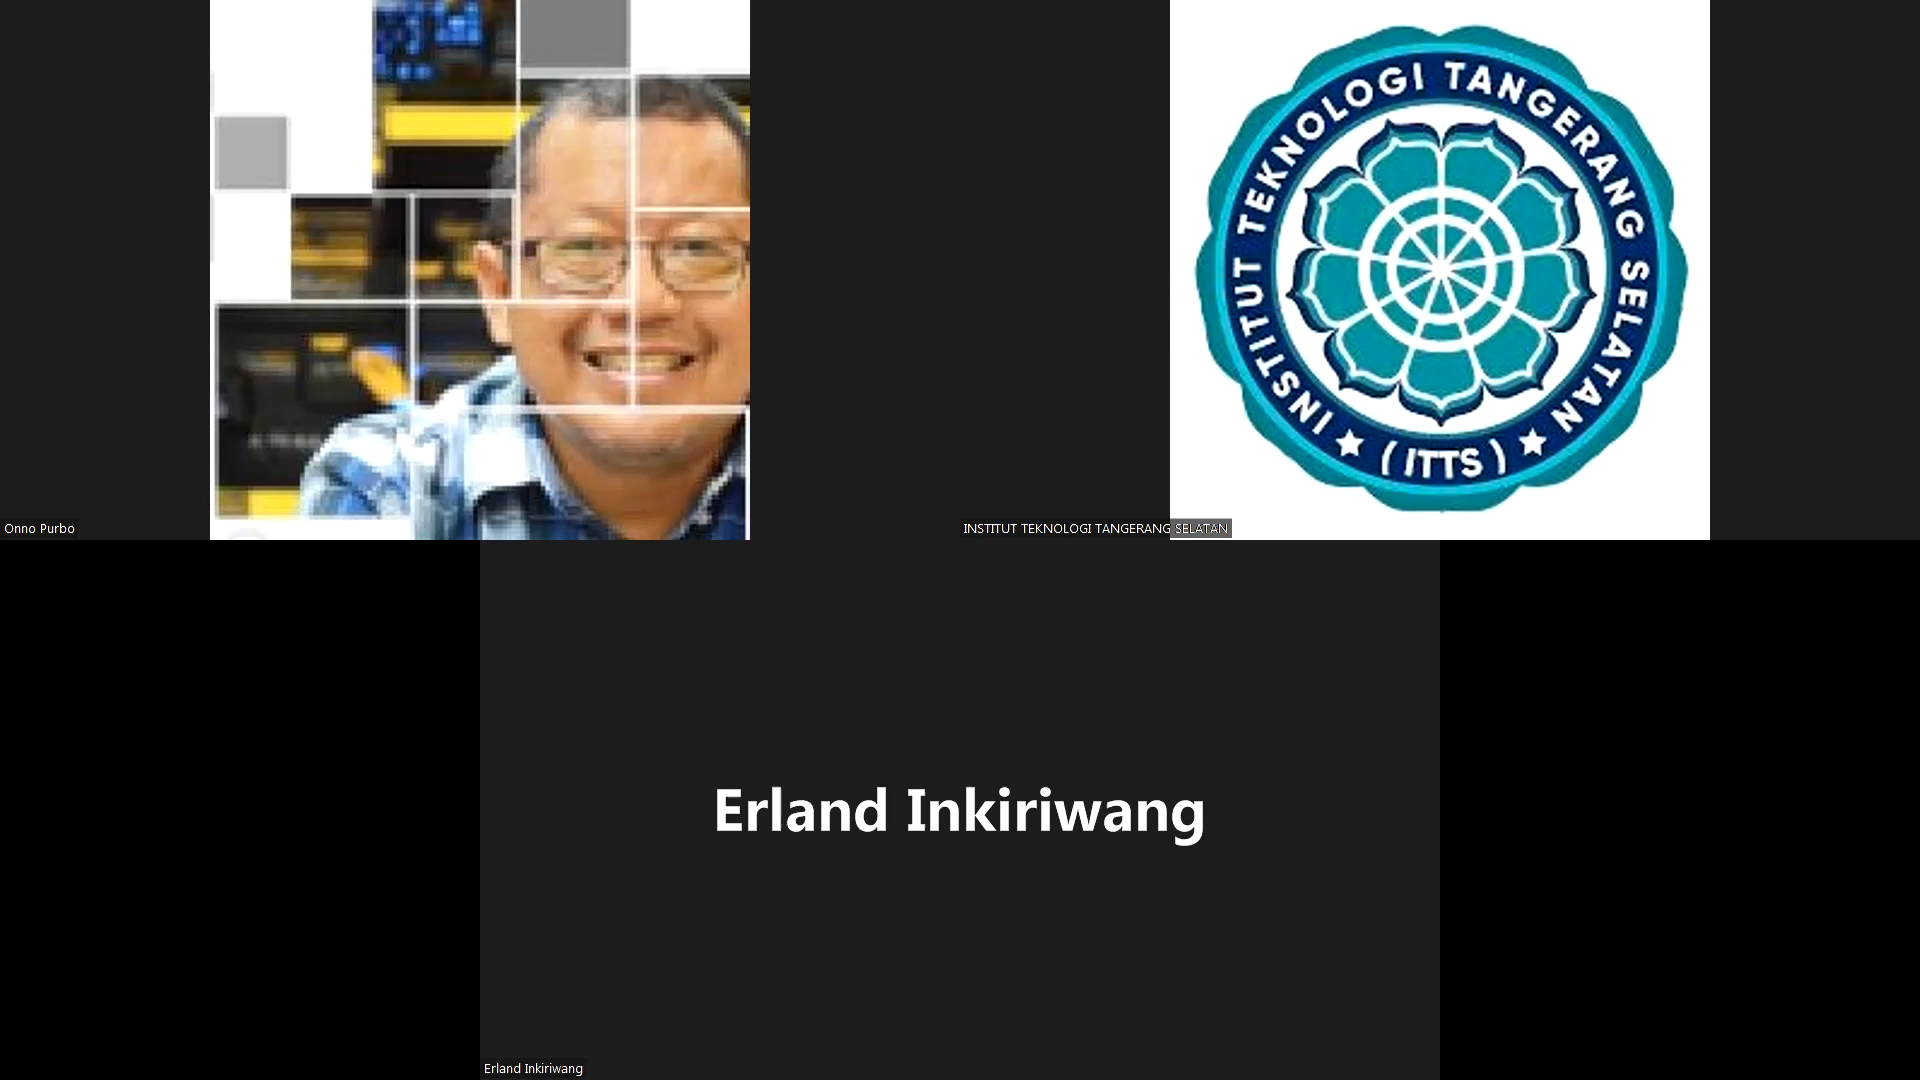 Onno Purbo
INSTITUT TEKNOLOGI TANGERANG SELATAN
( ITTS )
INSTITUT TEKNOLOGI TANGERANG SELATAN
Erland Inkiriwang
Erland Inkiriwang